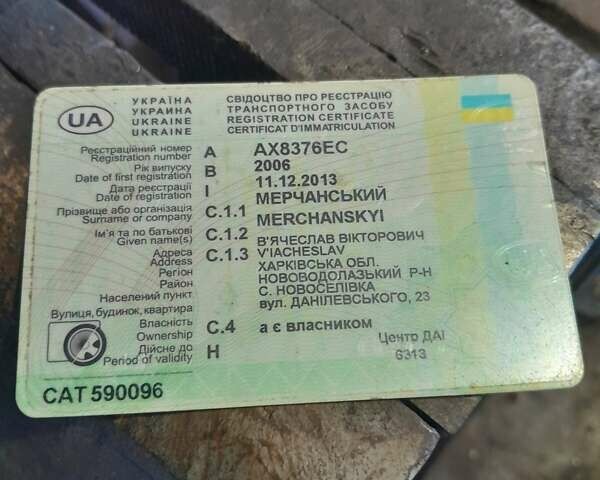 UA
УКРАЇНА
УКРАИНА
UKRAINE
UKRAINE
СВІДОЦТВО ПРО РЕЄСТРАЦІЮ
ТРАНСПОРТНОГО ЗАСОБУ
REGISTRATION CERTIFICATE
CERTIFICAT D'IMMATRICULATION
Реєстраційний номер
Registration number
A
AX8376EC
Рік випуску
Date of first registration
B
2006
Дата реєстрації
Date of registration
I
11.12.2013
Прізвище або організація
Surname or company
C.1.1
МЕРЧАНСЬКИЙ
MERCHANSKYI
Ім'я та по батькові
Given name(s)
C.1.2
В'ЯЧЕСЛАВ ВІКТОРОВИЧ
V'IACHESLAV
Адреса
Address
C.1.3
ХАРКІВСЬКА ОБЛ.
Регіон
НОВОВОДОЛАЗЬКИЙ Р-Н
Район
С. НОВОСЕЛІВКА
Населений пункт
вул. ДАНІЛЕВСЬКОГО, 23
Вулиця, будинок, квартира
Власність
Ownership
C.4
а є власником
Дійсне до
Period of validity
H
Центр ДАІ
6313
CAT 590096